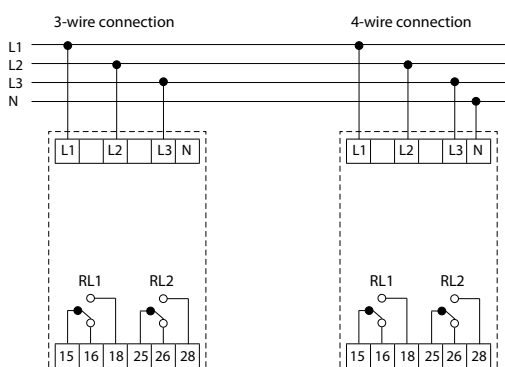 3-wire connection 4-wire connection
L1
L2
L3
N
L1 L2 L3 N L1 L2 L3 N
RL1 RL2 RL1 RL2
15 16 18 25 26 28 15 16 18 25 26 28